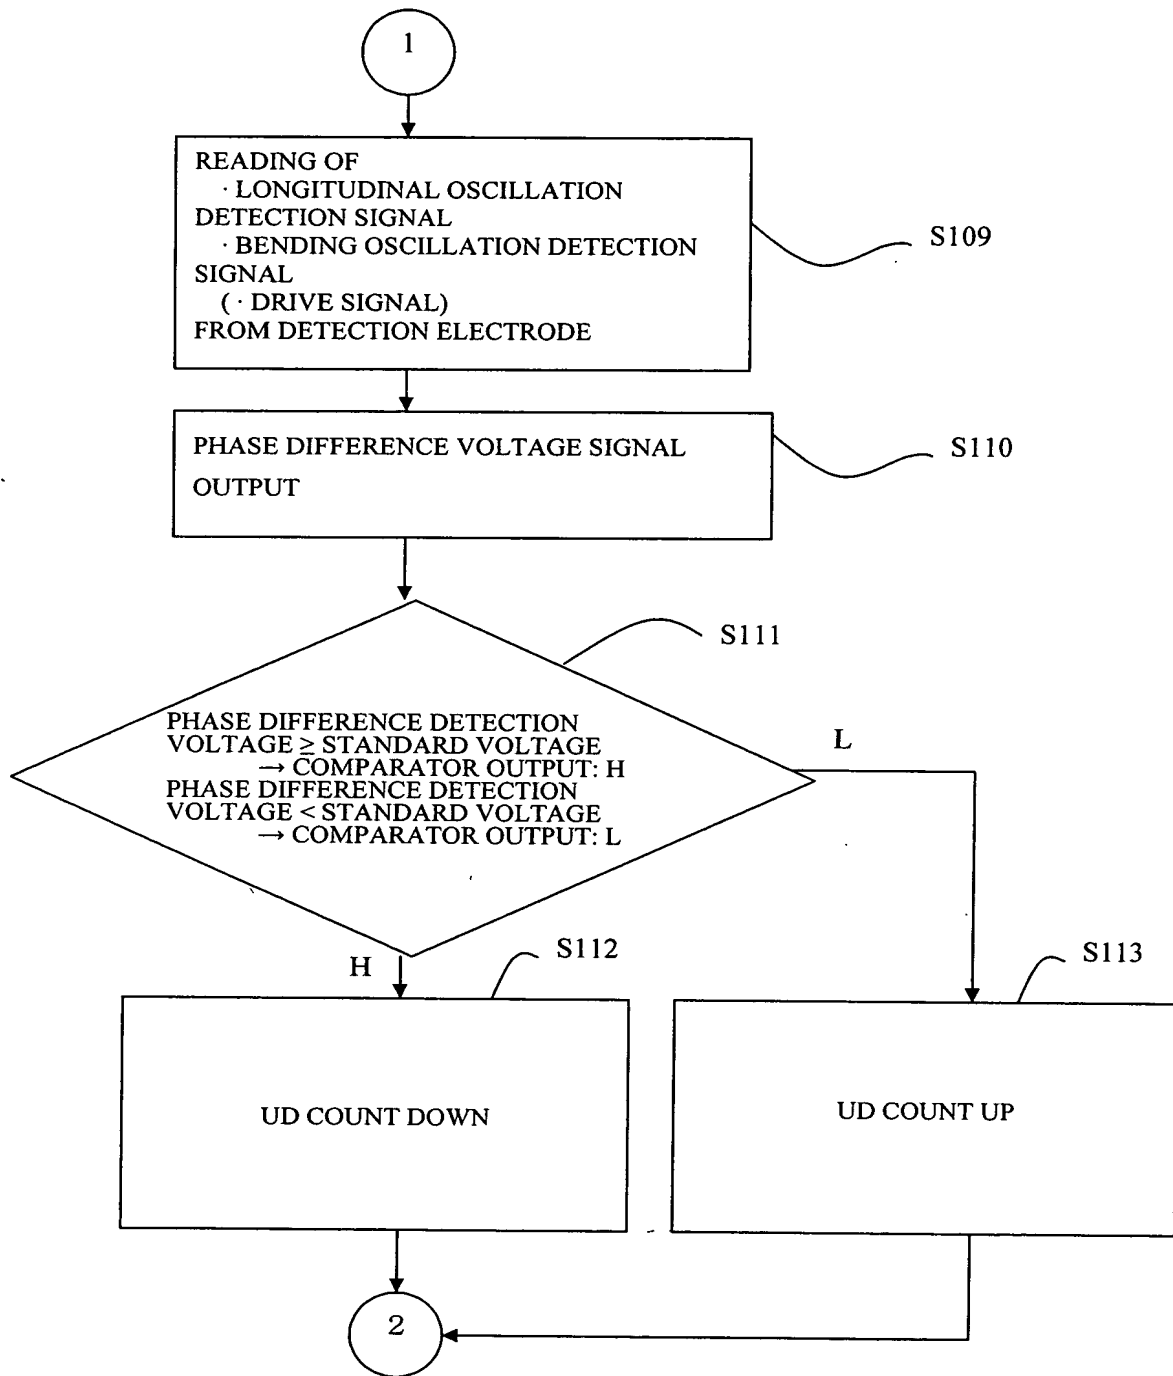 1
READING OF
· LONGITUDINAL OSCILLATION
DETECTION SIGNAL
· BENDING OSCILLATION DETECTION
SIGNAL
( · DRIVE SIGNAL)
FROM DETECTION ELECTRODE
S109
PHASE DIFFERENCE VOLTAGE SIGNAL
OUTPUT
S110
S111
PHASE DIFFERENCE DETECTION
VOLTAGE ≥ STANDARD VOLTAGE
→ COMPARATOR OUTPUT: H
PHASE DIFFERENCE DETECTION
VOLTAGE < STANDARD VOLTAGE
→ COMPARATOR OUTPUT: L
L
H
S112
S113
UD COUNT DOWN
UD COUNT UP
2